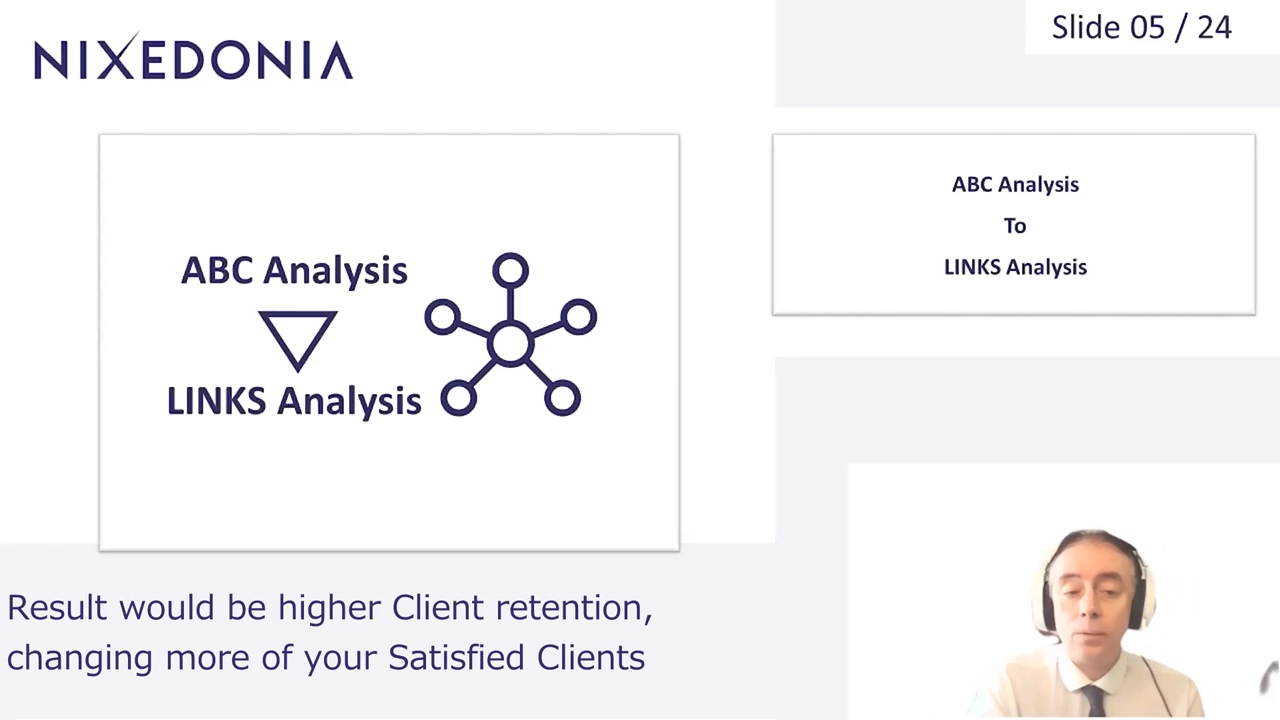 NIXEDONIA
Slide 05 / 24
ABC Analysis
LINKS Analysis
ABC Analysis
To
LINKS Analysis
Result would be higher Client retention,
changing more of your Satisfied Clients